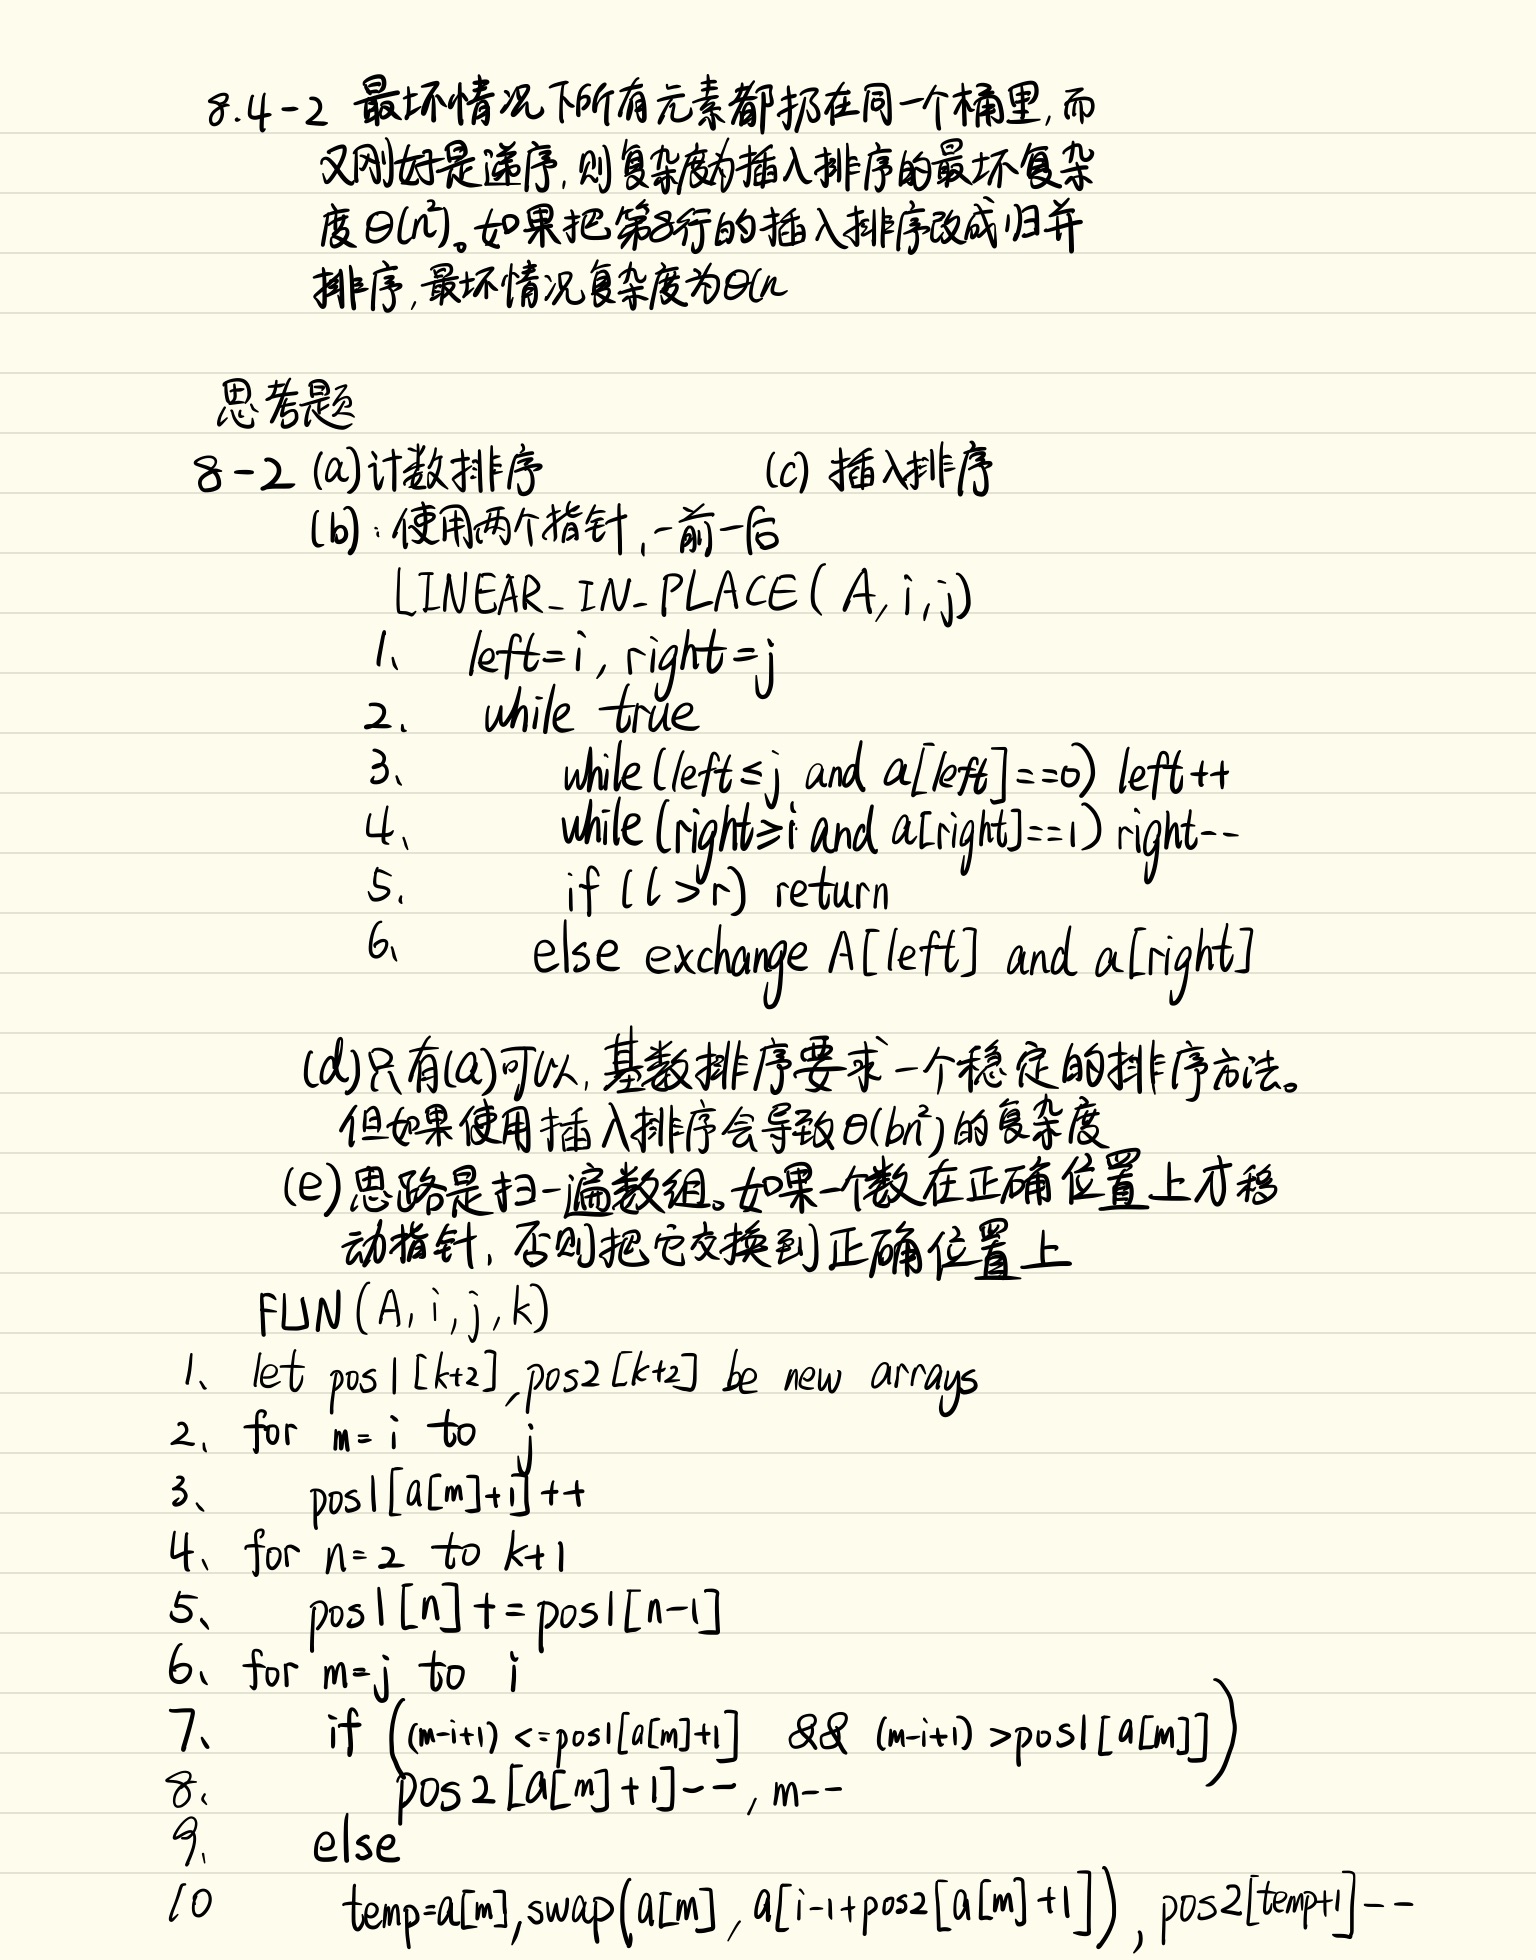 8.4-2 最坏情况下所有元素都扔在同一个桶里,而
又刚好是递序,则复杂度为插入排序的最坏复杂
度θ(n²)。如果把第8行的插入排序改成归并
排序,最坏情况复杂度为θ(n
思考题
8-2 (a)计数排序 (c) 插入排序
(b):使用两个指针,一前一后
LINEAR_IN_PLACE(A,i,j)
1、 left=i, right=j
2、 while true
3、 while(left≤j and a[left]==0) left++
4、 while(right≥i and a[right]==1) right--
5、 if (l>r) return
6、 else exchange A[left] and a[right]
(d)只有(a)可以,基数排序要求一个稳定的排序方法。
但如果使用插入排序会导致θ(bn²)的复杂度
(e)思路是扫一遍数组。如果一个数在正确位置上才移
动指针,否则把它交换到正确位置上
FUN(A,i,j,k)
1、 let pos1[k+2],pos2[k+2] be new arrays
2、 for m=i to j
3、 pos1[a[m]+1]++
4、 for n=2 to k+1
5、 pos1[n]+=pos1[n-1]
6、 for m=j to i
7、 if ((m-i+1)<=pos1[a[m]+1] && (m-i+1)>pos1[a[m]])
8、 pos2[a[m]+1]--, m--
9、 else
10 temp=a[m],swap(a[m],a[i-1+pos2[a[m]+1]]),pos2[temp+1]--